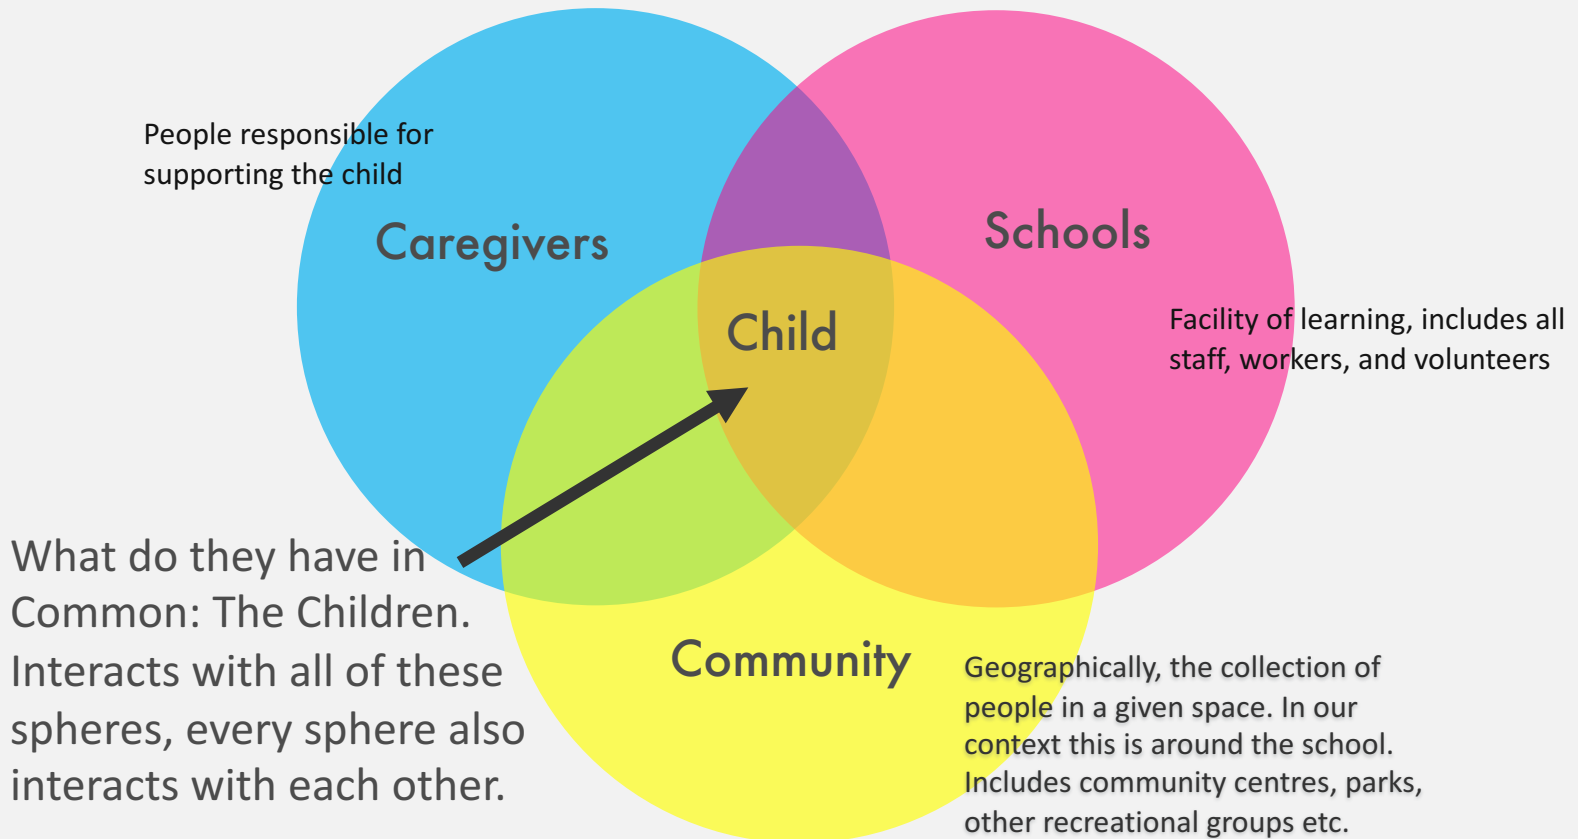 People responsible for
supporting the child
Caregivers
Schools
Child
Facility of learning, includes all
staff, workers, and volunteers
What do they have in
Common: The Children.
Interacts with all of these
spheres, every sphere also
interacts with each other.
Community
Geographically, the collection of
people in a given space. In our
context this is around the school.
Includes community centres, parks,
other recreational groups etc.